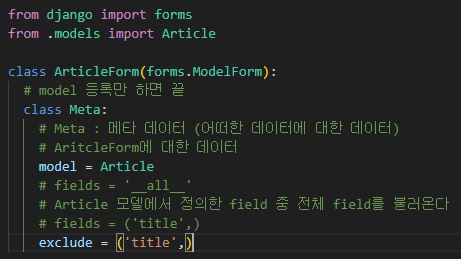 from django import forms
from .models import Article
class ArticleForm(forms.ModelForm):
# model 등록만 하면 끝
class Meta:
# Meta : 메타 데이터 (어떠한 데이터에 대한 데이터)
# AritcleForm에 대한 데이터
model = Article
# fields = '__all__'
# Article 모델에서 정의한 field 중 전체 field를 불러온다
# fields = ('title',)
exclude = ('title',)